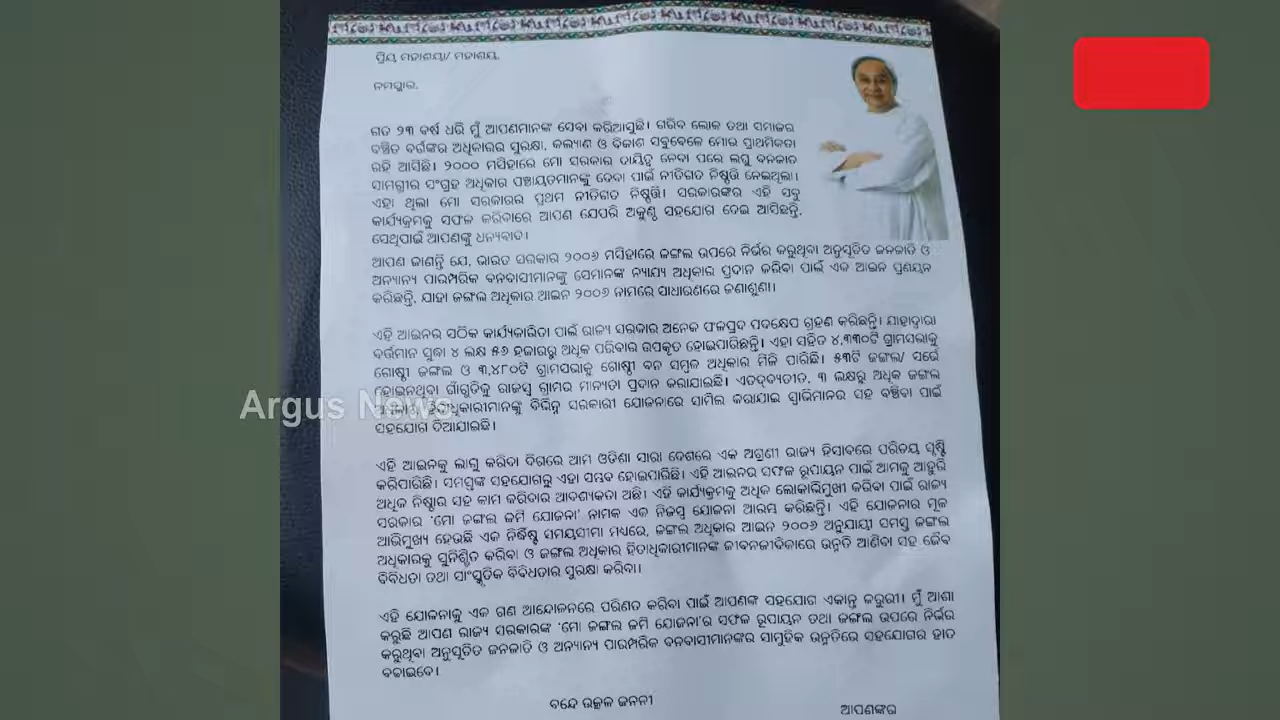 ପ୍ରିୟ ମହାଶୟା/ ମହାଶୟ,
ନମସ୍କାର,
ଗତ ୨୩ ବର୍ଷ ଧରି ମୁଁ ଆପଣମାନଙ୍କ ସେବା କରିଆସୁଛି। ଗରିବ ଲୋକ ତଥା ସମାଜର
ବଞ୍ଚିତ ବର୍ଗଙ୍କର ଅଧିକାରର ସୁରକ୍ଷା, କଲ୍ୟାଣ ଓ ବିକାଶ ସବୁବେଳେ ମୋର ପ୍ରାଥମିକତା
ରହି ଆସିଛି। ୨୦୦୦ ମସିହାରେ ମୋ ସରକାର ଦାୟିତ୍ୱ ନେବା ପରେ ଲଘୁ ବନଜାତ
ସାମଗ୍ରୀର ସଂଗ୍ରହ ଅଧିକାର ପଞ୍ଚାୟତମାନଙ୍କୁ ଦେବା ପାଇଁ ନୀତିଗତ ନିଷ୍ପତ୍ତି ନେଇଥିଲା।
ଏହା ଥିଲା ମୋ ସରକାରର ପ୍ରଥମ ନୀତିଗତ ନିଷ୍ପତ୍ତି। ସରକାରଙ୍କର ଏହି ସବୁ
କାର୍ଯ୍ୟକ୍ରମକୁ ସଫଳ କରିବାରେ ଆପଣ ଯେପରି ଅକୁଣ୍ଠ ସହଯୋଗ ଦେଇ ଆସିଛନ୍ତି,
ସେଥିପାଇଁ ଆପଣଙ୍କୁ ଧନ୍ୟବାଦ।
ଆପଣ ଜାଣନ୍ତି ଯେ, ଭାରତ ସରକାର ୨୦୦୬ ମସିହାରେ ଜଙ୍ଗଲ ଉପରେ ନିର୍ଭର କରୁଥିବା ଅନୁସୂଚିତ ଜନଜାତି ଓ
ଅନ୍ୟାନ୍ୟ ପାରମ୍ପରିକ ବନବାସୀମାନଙ୍କୁ ସେମାନଙ୍କ ନ୍ୟାଯ୍ୟ ଅଧିକାର ପ୍ରଦାନ କରିବା ପାଇଁ ଏକ ଆଇନ ପ୍ରଣୟନ
କରିଛନ୍ତି, ଯାହା ଜଙ୍ଗଲ ଅଧିକାର ଆଇନ ୨୦୦୬ ନାମରେ ସାଧାରଣରେ ଜଣାଶୁଣା।
ଏହି ଆଇନର ସଠିକ କାର୍ଯ୍ୟକାରିତା ପାଇଁ ରାଜ୍ୟ ସରକାର ଅନେକ ଫଳପ୍ରଦ ପଦକ୍ଷେପ ଗ୍ରହଣ କରିଛନ୍ତି। ଯାହାଦ୍ୱାରା
ବର୍ତ୍ତମାନ ସୁଦ୍ଧା ୪ ଲକ୍ଷ ୫୬ ହଜାରରୁ ଅଧିକ ପରିବାର ଉପକୃତ ହୋଇପାରିଛନ୍ତି। ଏହା ସହିତ ୪,୩୩୦ଟି ଗ୍ରାମସଭାକୁ
ଗୋଷ୍ଠୀ ଜଙ୍ଗଲ ଓ ୩,୪୮୦ଟି ଗ୍ରାମସଭାକୁ ଗୋଷ୍ଠୀ ବନ ସମ୍ବଳ ଅଧିକାର ମିଳି ପାରିଛି। ୫୩ଟି ଜଙ୍ଗଲ/ ସର୍ଭେ
ହୋଇନଥିବା ଗାଁଗୁଡିକୁ ରାଜସ୍ୱ ଗ୍ରାମର ମାନ୍ୟତା ପ୍ରଦାନ କରାଯାଇଛି। ଏତଦ୍‌ବ୍ୟତୀତ, ୩ ଲକ୍ଷରୁ ଅଧିକ ଜଙ୍ଗଲ
ହିତାଧିକାରୀମାନଙ୍କୁ ବିଭିନ୍ନ ସରକାରୀ ଯୋଜନାରେ ସାମିଲ କରାଯାଇ ସ୍ୱାଭିମାନର ସହ ବଞ୍ଚିବା ପାଇଁ
ସହଯୋଗ ଦିଆଯାଇଛି।
Argus News
ଏହି ଆଇନକୁ ଲାଗୁ କରିବା ଦିଗରେ ଆମ ଓଡିଶା ସାରା ଦେଶରେ ଏକ ଅଗ୍ରଣୀ ରାଜ୍ୟ ହିସାବରେ ପରିଚୟ ସୃଷ୍ଟି
କରିପାରିଛି। ସମସ୍ତଙ୍କ ସହଯୋଗରୁ ଏହା ସମ୍ଭବ ହୋଇପାରିଛି। ଏହି ଆଇନର ସଫଳ ରୂପାୟନ ପାଇଁ ଆମକୁ ଆହୁରି
ଅଧିକ ନିଷ୍ଠାର ସହ କାମ କରିବାର ଆବଶ୍ୟକତା ଅଛି। ଏହି କାର୍ଯ୍ୟକ୍ରମକୁ ଅଧିକ ଲୋକାଭିମୁଖୀ କରିବା ପାଇଁ ରାଜ୍ୟ
ସରକାର 'ମୋ ଜଙ୍ଗଲ ଜମି ଯୋଜନା' ନାମକ ଏକ ନିଜସ୍ୱ ଯୋଜନା ଆରମ୍ଭ କରିଛନ୍ତି। ଏହି ଯୋଜନାର ମୂଳ
ଆଭିମୁଖ୍ୟ ହେଉଛି ଏକ ନିର୍ଦ୍ଦିଷ୍ଟ ସମୟସୀମା ମଧ୍ୟରେ, ଜଙ୍ଗଲ ଅଧିକାର ଆଇନ ୨୦୦୬ ଅନୁଯାୟୀ ସମସ୍ତ ଜଙ୍ଗଲ
ଅଧିକାରକୁ ସୁନିଶ୍ଚିତ କରିବା ଓ ଜଙ୍ଗଲ ଅଧିକାର ହିତାଧିକାରୀମାନଙ୍କ ଜୀବନଜୀବିକାରେ ଉନ୍ନତି ଆଣିବା ସହ ଜୈବ
ବିବିଧତା ତଥା ସାଂସ୍କୃତିକ ବିବିଧତାର ସୁରକ୍ଷା କରିବା।
ଏହି ଯୋଜନାକୁ ଏକ ଗଣ ଆନ୍ଦୋଳନରେ ପରିଣତ କରିବା ପାଇଁ ଆପଣଙ୍କ ସହଯୋଗ ଏକାନ୍ତ ଜରୁରୀ। ମୁଁ ଆଶା
କରୁଛି ଆପଣ ରାଜ୍ୟ ସରକାରଙ୍କ 'ମୋ ଜଙ୍ଗଲ ଜମି ଯୋଜନା'ର ସଫଳ ରୂପାୟନ ତଥା ଜଙ୍ଗଲ ଉପରେ ନିର୍ଭର
କରୁଥିବା ଅନୁସୂଚିତ ଜନଜାତି ଓ ଅନ୍ୟାନ୍ୟ ପାରମ୍ପରିକ ବନବାସୀମାନଙ୍କର ସାମୁହିକ ଉନ୍ନତିରେ ସହଯୋଗର ହାତ
ବଢାଇବେ।
ବନ୍ଦେ ଉତ୍କଳ ଜନନୀ
ଆପଣଙ୍କର